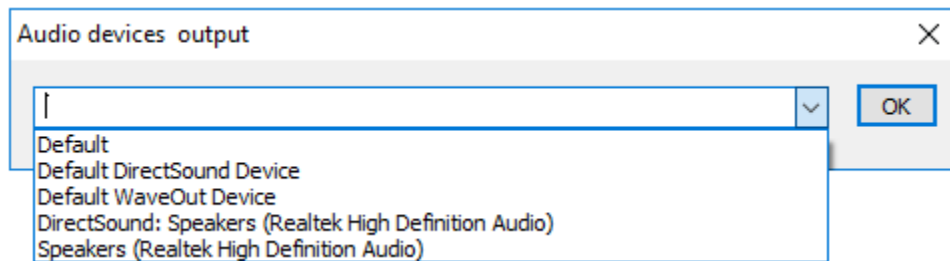 Audio devices  output
OK
Default
Default DirectSound Device
Default WaveOut Device
DirectSound: Speakers (Realtek High Definition Audio)
Speakers (Realtek High Definition Audio)